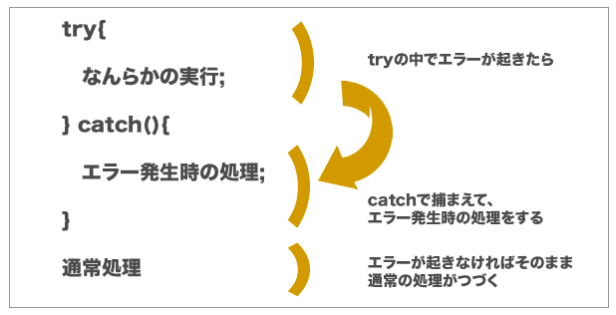 try{
なんらかの実行;
} catch(){
エラー発生時の処理;
}
通常処理
tryの中でエラーが起きたら
catchで捕まえて、
エラー発生時の処理をする
エラーが起きなければそのまま
通常の処理がつづく